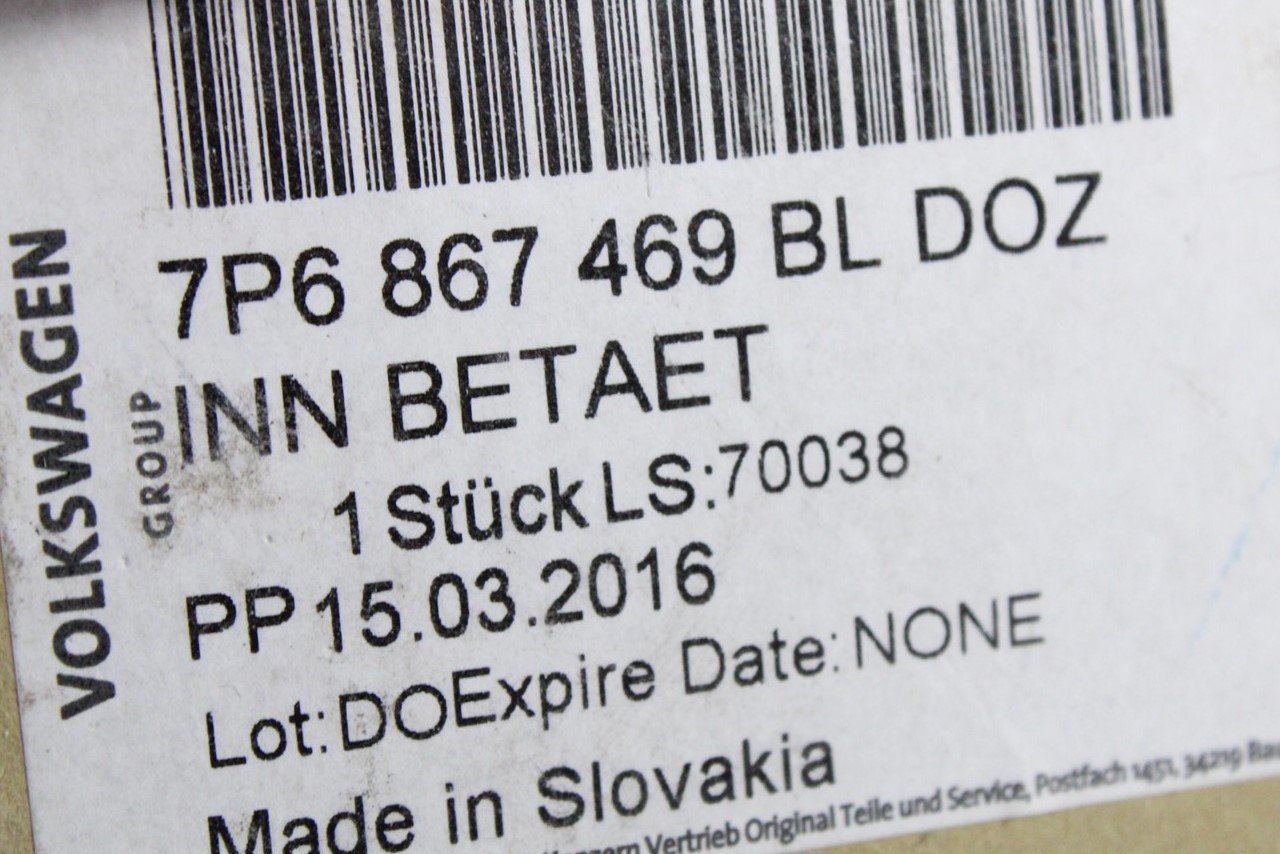 VOLKSWAGEN
GROUP
7P6 867 469 BL DOZ
INN BETAET
1 Stück LS:70038
PP 15.03.2016
Lot:DOExpire Date: NONE
Made in Slovakia
Vertrieb Original Teile und Service, Postfach 1451, 34219